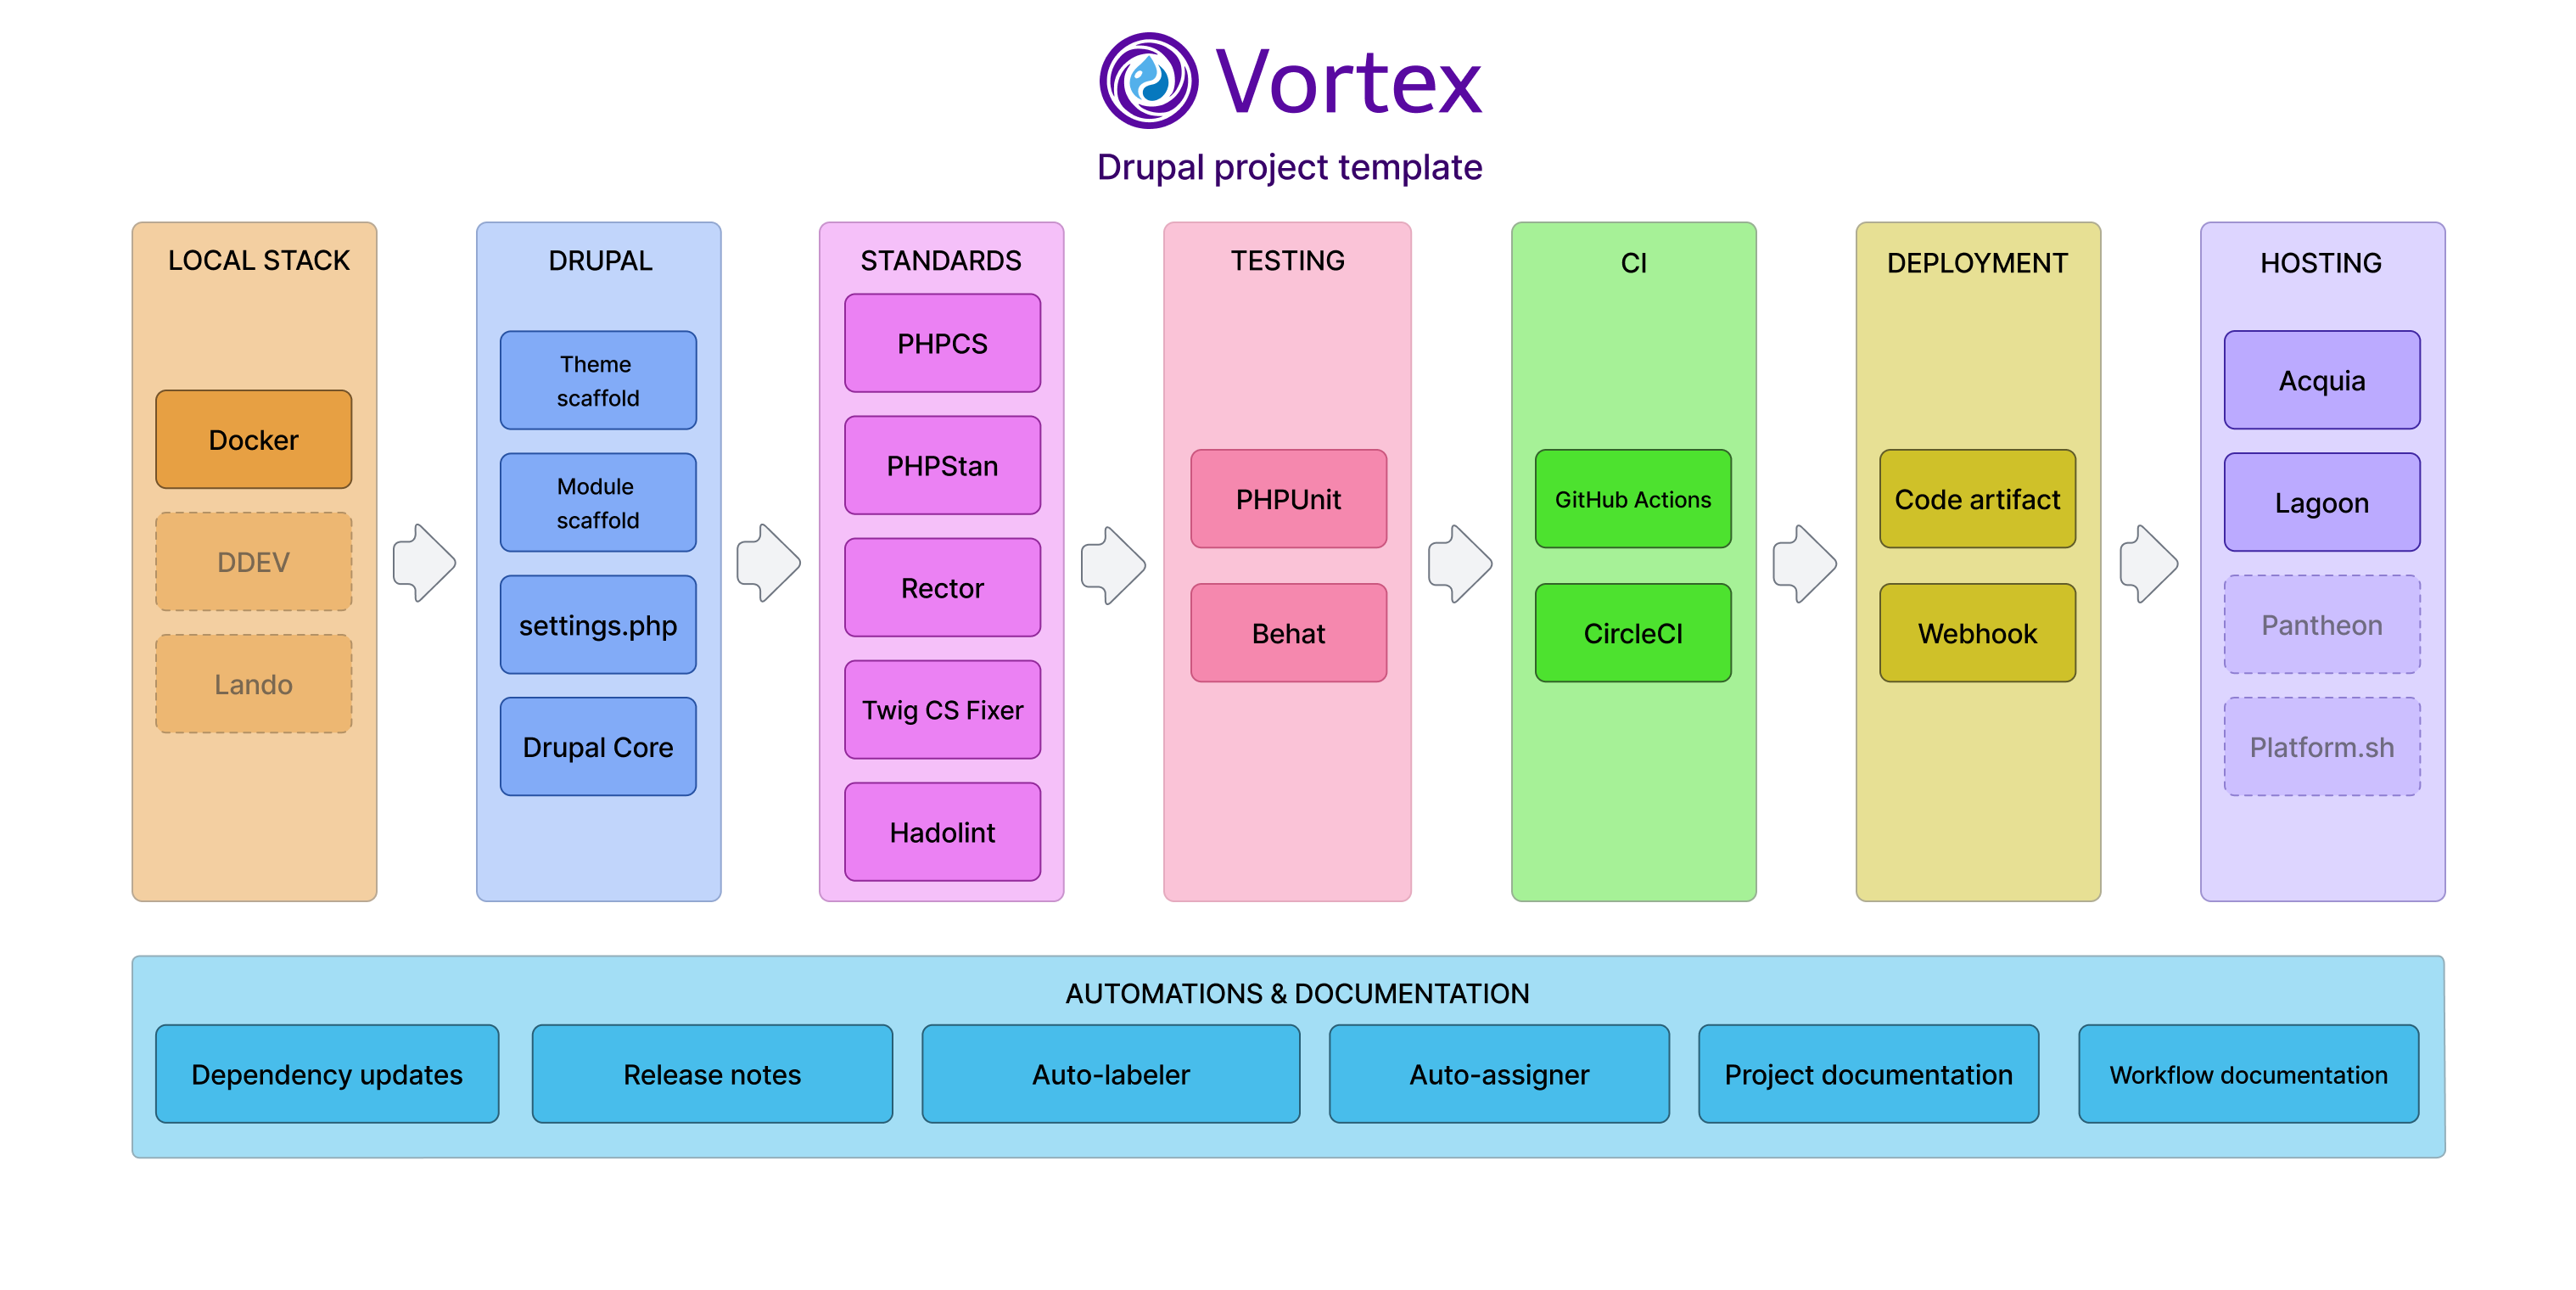 Vortex
Drupal project template
LOCAL STACK
Docker
DDEV
Lando
DRUPAL
Theme
scaffold
Module
scaffold
settings.php
Drupal Core
STANDARDS
PHPCS
PHPStan
Rector
Twig CS Fixer
Hadolint
TESTING
PHPUnit
Behat
CI
GitHub Actions
CircleCI
DEPLOYMENT
Code artifact
Webhook
HOSTING
Acquia
Lagoon
Pantheon
Platform.sh
AUTOMATIONS & DOCUMENTATION
Dependency updates
Release notes
Auto-labeler
Auto-assigner
Project documentation
Workflow documentation